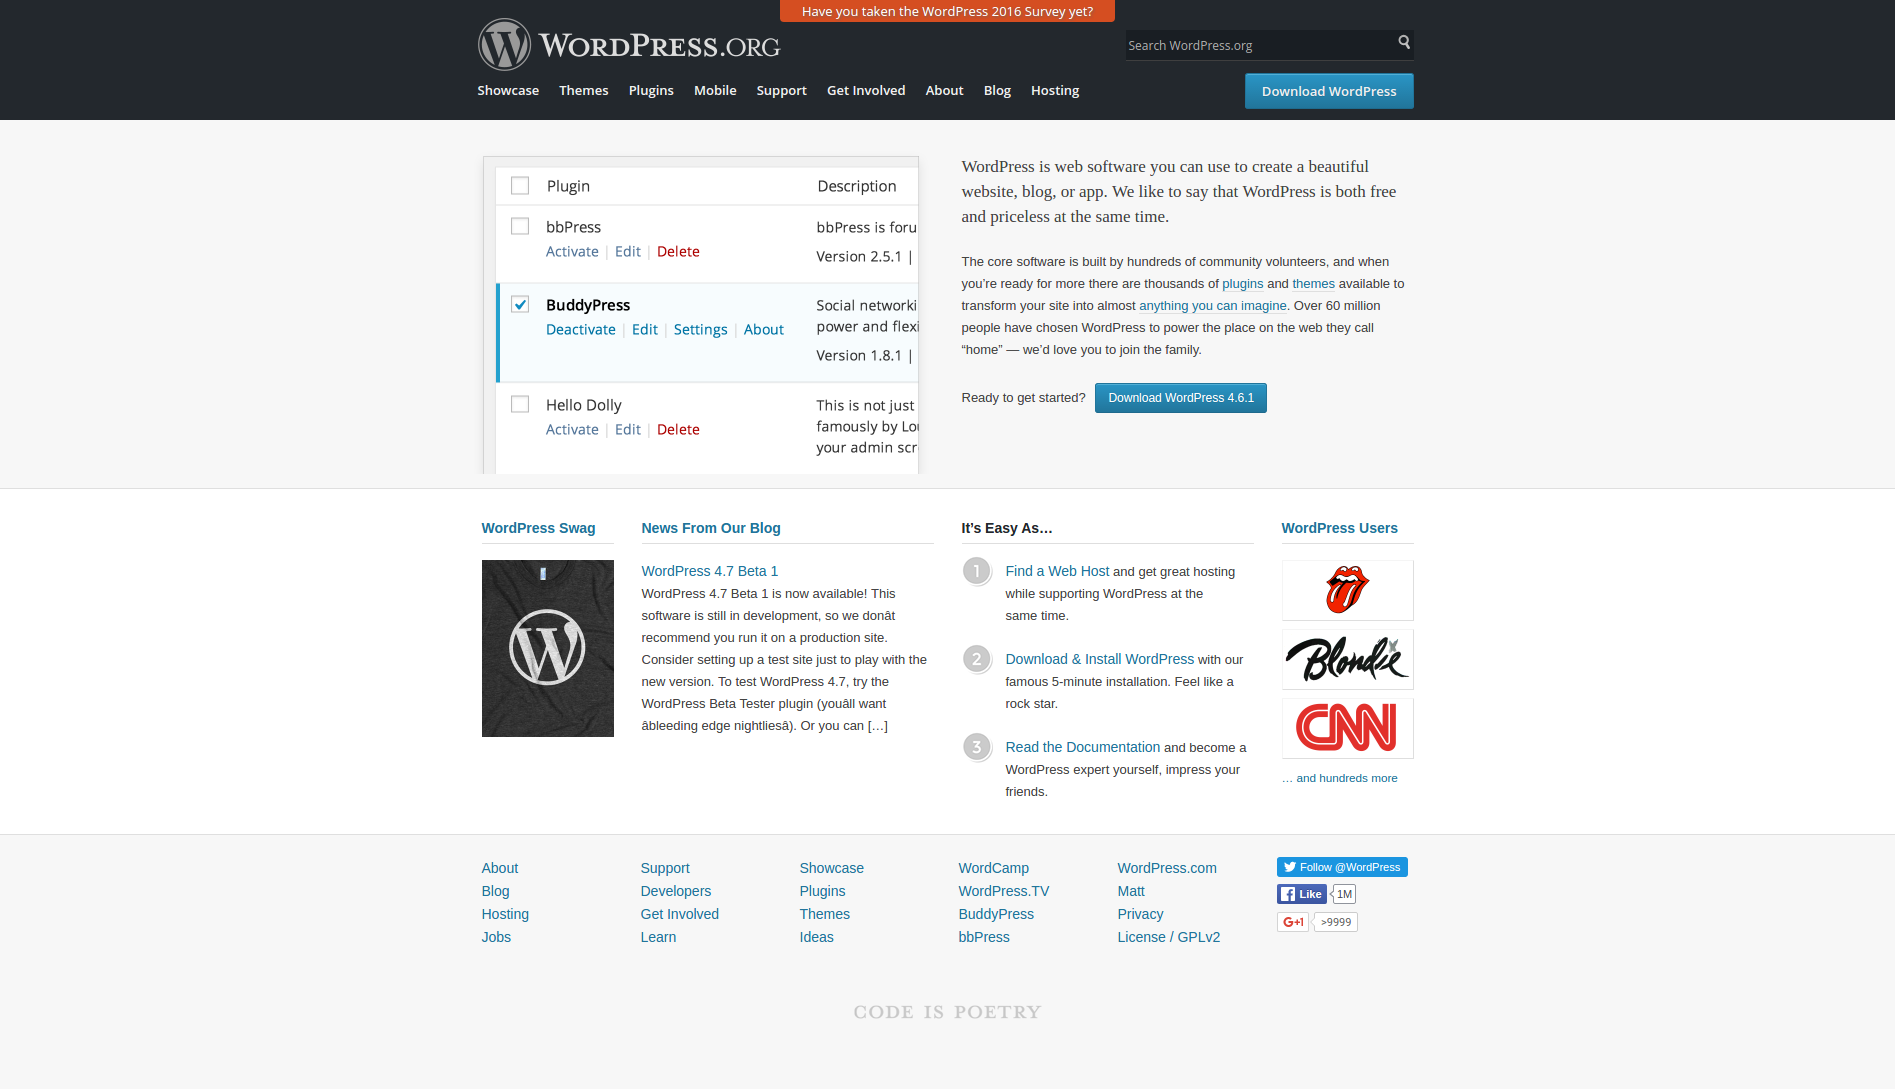 Have you taken the WordPress 2016 Survey yet?
WORDPRESS.ORG
Search WordPress.org
Showcase Themes Plugins Mobile Support Get Involved About Blog Hosting
Download WordPress
Plugin Description
bbPress bbPress is foru
Activate | Edit | Delete
Version 2.5.1 |
BuddyPress Social networki
Deactivate | Edit | Settings | About power and flexi
Version 1.8.1 |
Hello Dolly This is not just
Activate | Edit | Delete famously by Lou
your admin scr
WordPress is web software you can use to create a beautiful
website, blog, or app. We like to say that WordPress is both free
and priceless at the same time.
The core software is built by hundreds of community volunteers, and when
you’re ready for more there are thousands of plugins and themes available to
transform your site into almost anything you can imagine. Over 60 million
people have chosen WordPress to power the place on the web they call
“home” — we’d love you to join the family.
Ready to get started? Download WordPress 4.6.1
WordPress Swag
W
News From Our Blog
WordPress 4.7 Beta 1
WordPress 4.7 Beta 1 is now available! This
software is still in development, so we donât
recommend you run it on a production site.
Consider setting up a test site just to play with the
new version. To test WordPress 4.7, try the
WordPress Beta Tester plugin (youâll want
âbleeding edge nightliesâ). Or you can […]
It’s Easy As…
1 Find a Web Host and get great hosting
while supporting WordPress at the
same time.
2 Download & Install WordPress with our
famous 5-minute installation. Feel like a
rock star.
3 Read the Documentation and become a
WordPress expert yourself, impress your
friends.
WordPress Users
Blondie
CNN
… and hundreds more
About
Blog
Hosting
Jobs
Support
Developers
Get Involved
Learn
Showcase
Plugins
Themes
Ideas
WordCamp
WordPress.TV
BuddyPress
bbPress
WordPress.com
Matt
Privacy
License / GPLv2
Follow @WordPress
Like 1M
G+1 >9999
CODE IS POETRY